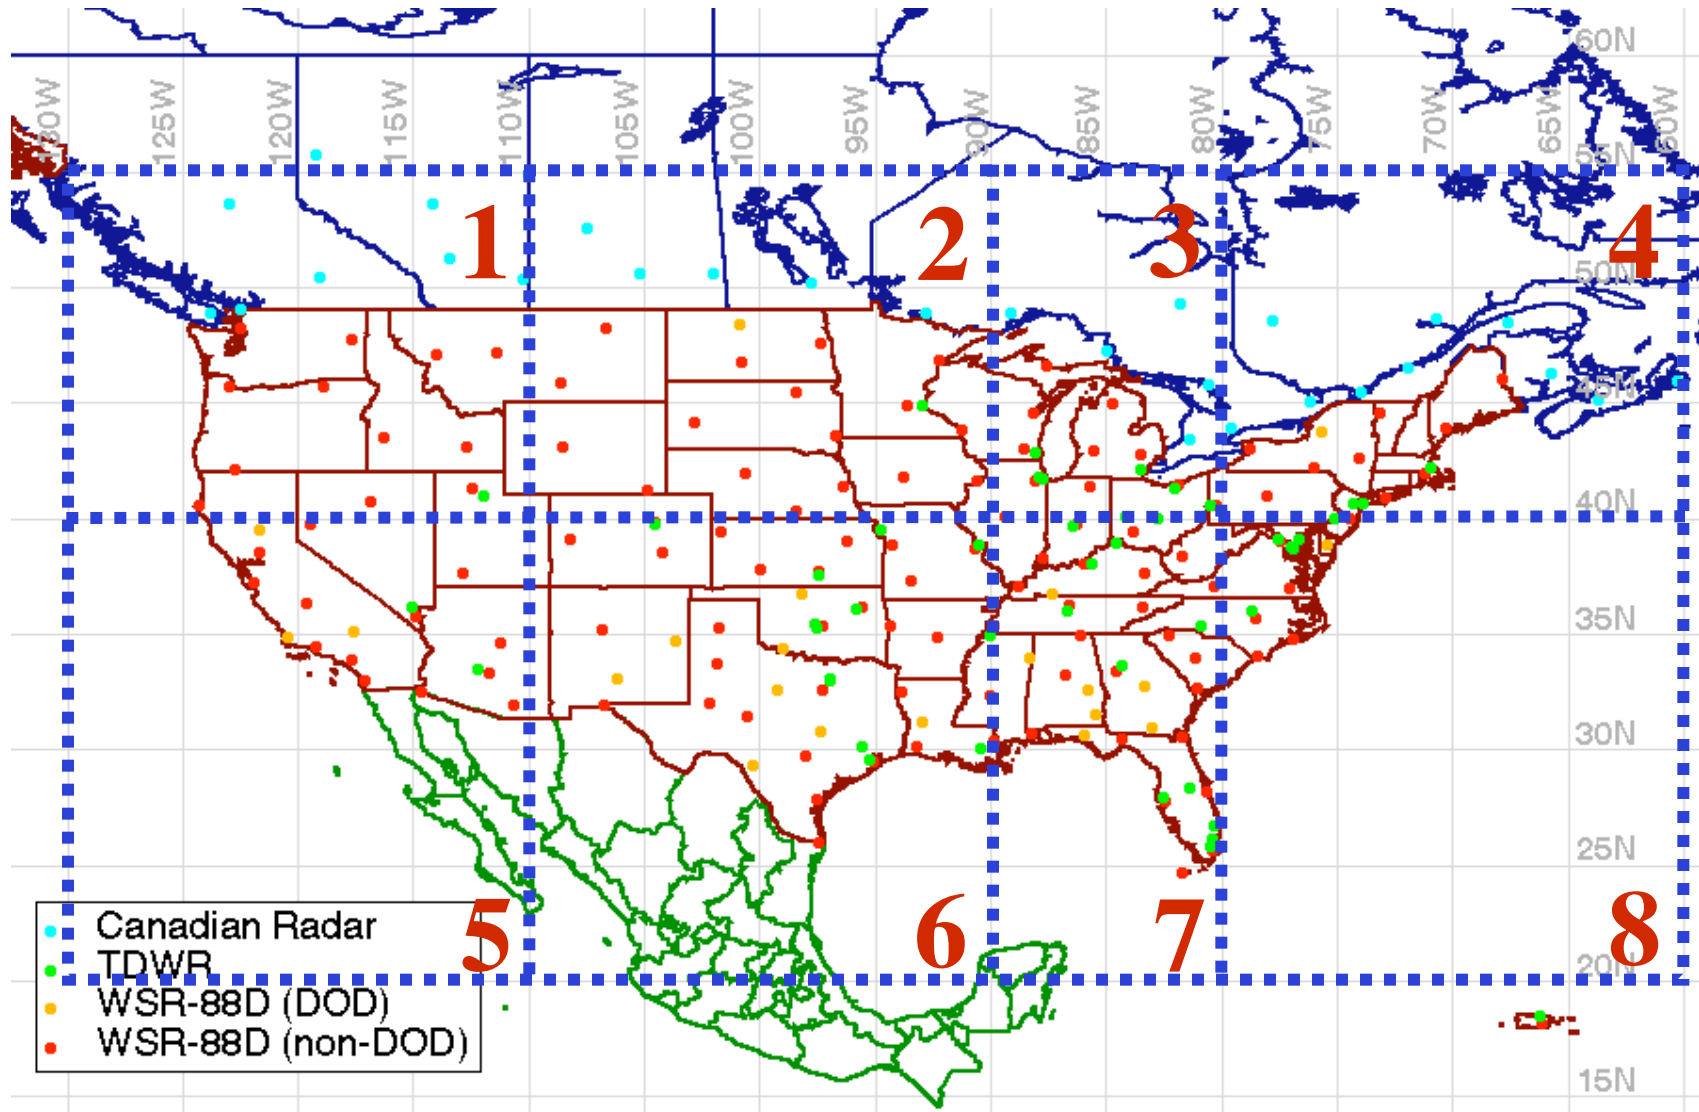 60N
130W 125W 120W 115W 110W 105W 100W 95W 90W 85W 80W 75W 70W 65W 60W
55N
1 2 3 4
50N
45N
40N
35N
30N
25N
5 6 7 8
Canadian Radar
TDWR
20N
WSR-88D (DOD)
WSR-88D (non-DOD)
15N